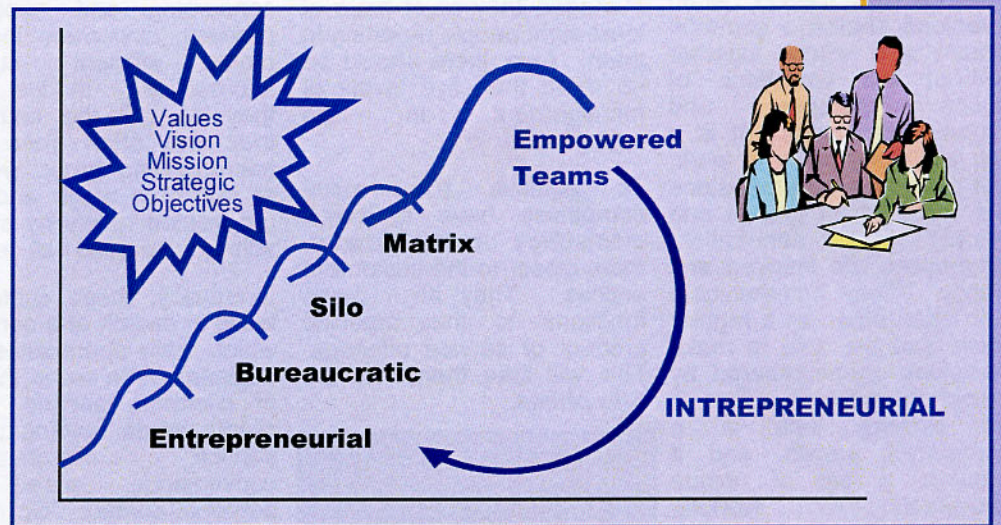 Values
Vision
Mission
Strategic
Objectives
Empowered
Teams
Matrix
Silo
Bureaucratic
INTREPRENEURIAL
Entrepreneurial